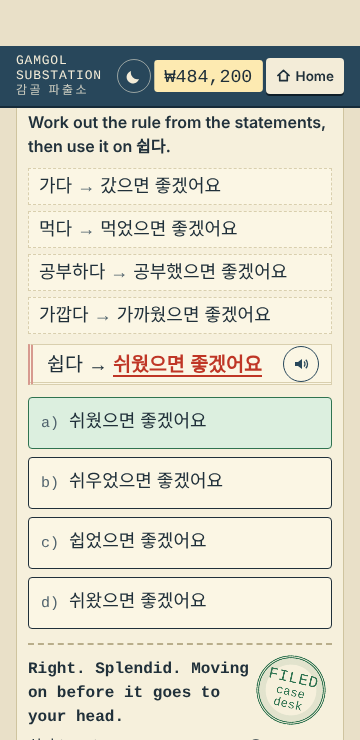 GAMGOL
SUBSTATION
감골 파출소
₩484,200
Home
Work out the rule from the statements,
then use it on 쉽다.
가다 → 갔으면 좋겠어요
먹다 → 먹었으면 좋겠어요
공부하다 → 공부했으면 좋겠어요
가깝다 → 가까웠으면 좋겠어요
쉽다 → 쉬웠으면 좋겠어요
a) 쉬웠으면 좋겠어요
b) 쉬우었으면 좋겠어요
c) 쉽었으면 좋겠어요
d) 쉬왔으면 좋겠어요
Right. Splendid. Moving
on before it goes to
your head.
FILED
case
desk